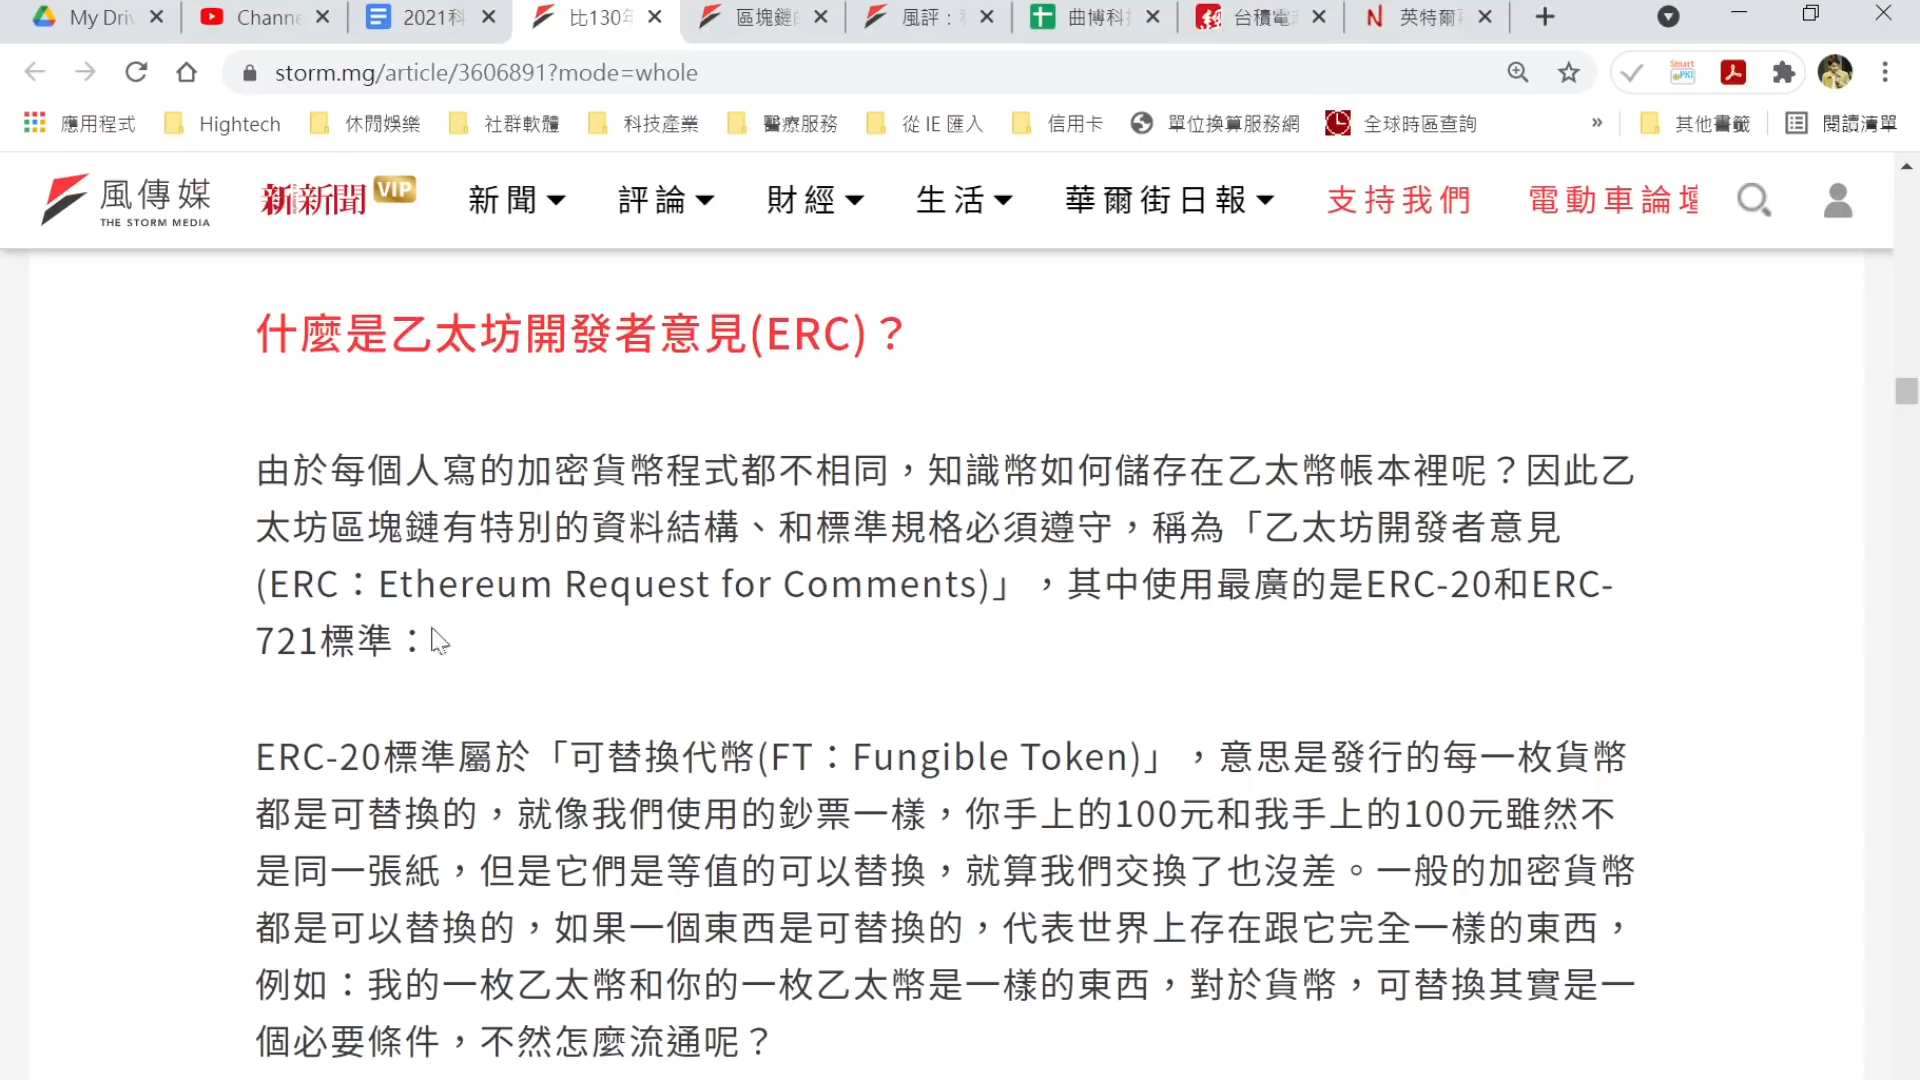 My Driv
Channe
2021科
比130年
區塊鏈的
風評：
曲博科技
台積電
英特爾
storm.mg/article/3606891?mode=whole
Smart PKI
應用程式
Hightech
休閒娛樂
社群軟體
科技產業
醫療服務
從 IE 匯入
信用卡
單位換算服務網
全球時區查詢
»
其他書籤
閱讀清單
風傳媒
THE STORM MEDIA
新新聞 VIP
新聞
評論
財經
生活
華爾街日報
支持我們
電動車論壇
什麼是乙太坊開發者意見(ERC)？
由於每個人寫的加密貨幣程式都不相同，知識幣如何儲存在乙太幣帳本裡呢？因此乙
太坊區塊鏈有特別的資料結構、和標準規格必須遵守，稱為「乙太坊開發者意見
(ERC：Ethereum Request for Comments)」，其中使用最廣的是ERC-20和ERC-
721標準：
ERC-20標準屬於「可替換代幣(FT：Fungible Token)」，意思是發行的每一枚貨幣
都是可替換的，就像我們使用的鈔票一樣，你手上的100元和我手上的100元雖然不
是同一張紙，但是它們是等值的可以替換，就算我們交換了也沒差。一般的加密貨幣
都是可以替換的，如果一個東西是可替換的，代表世界上存在跟它完全一樣的東西，
例如：我的一枚乙太幣和你的一枚乙太幣是一樣的東西，對於貨幣，可替換其實是一
個必要條件，不然怎麼流通呢？